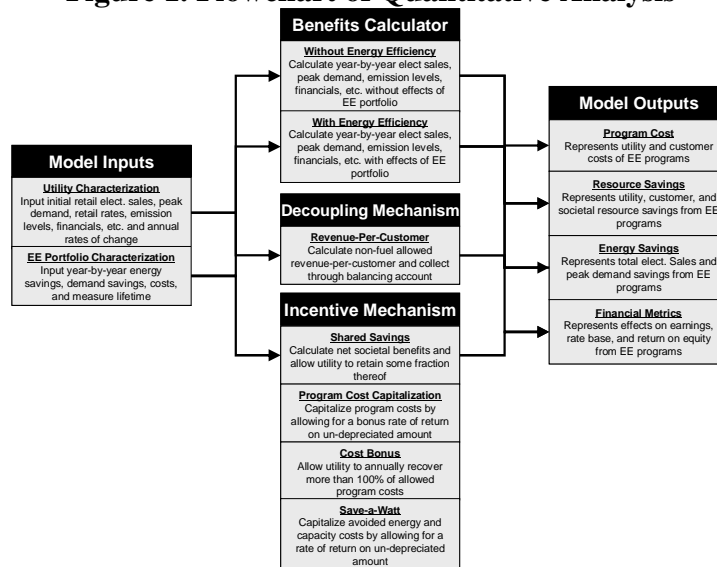 Figure Flowchart of Quantitative Analysis
Benefits Calculator
Without Energy Efficiency
Calculate year-by-year elect sales,
peak demand, emission levels,
financials, etc. without effects of
EE portfolio
With Energy Efficiency
Calculate year-by-year elect sales,
peak demand, emission levels,
financials, etc. with effects of EE
portfolio
Model Inputs
Utility Characterization
Input initial retail elect. sales, peak
demand, retail rates, emission
levels, financials, etc. and annual
rates of change
EE Portfolio Characterization
Input year-by-year energy
savings, demand savings, costs,
and measure lifetime
Decoupling Mechanism
Revenue-Per-Customer
Calculate non-fuel allowed
revenue-per-customer and collect
through balancing account
Incentive Mechanism
Shared Savings
Calculate net societal benefits and
allow utility to retain some fraction
thereof
Program Cost Capitalization
Capitalize program costs by
allowing for a bonus rate of return
on un-depreciated amount
Cost Bonus
Allow utility to annually recover
more than 100% of allowed
program costs
Save-a-Watt
Capitalize avoided energy and
capacity costs by allowing for a
rate of return on un-depreciated
amount
Model Outputs
Program Cost
Represents utility and customer
costs of EE programs
Resource Savings
Represents utility, customer, and
societal resource savings from EE
programs
Energy Savings
Represents total elect. Sales and
peak demand savings from EE
programs
Financial Metrics
Represents effects on earnings,
rate base, and return on equity
from EE programs